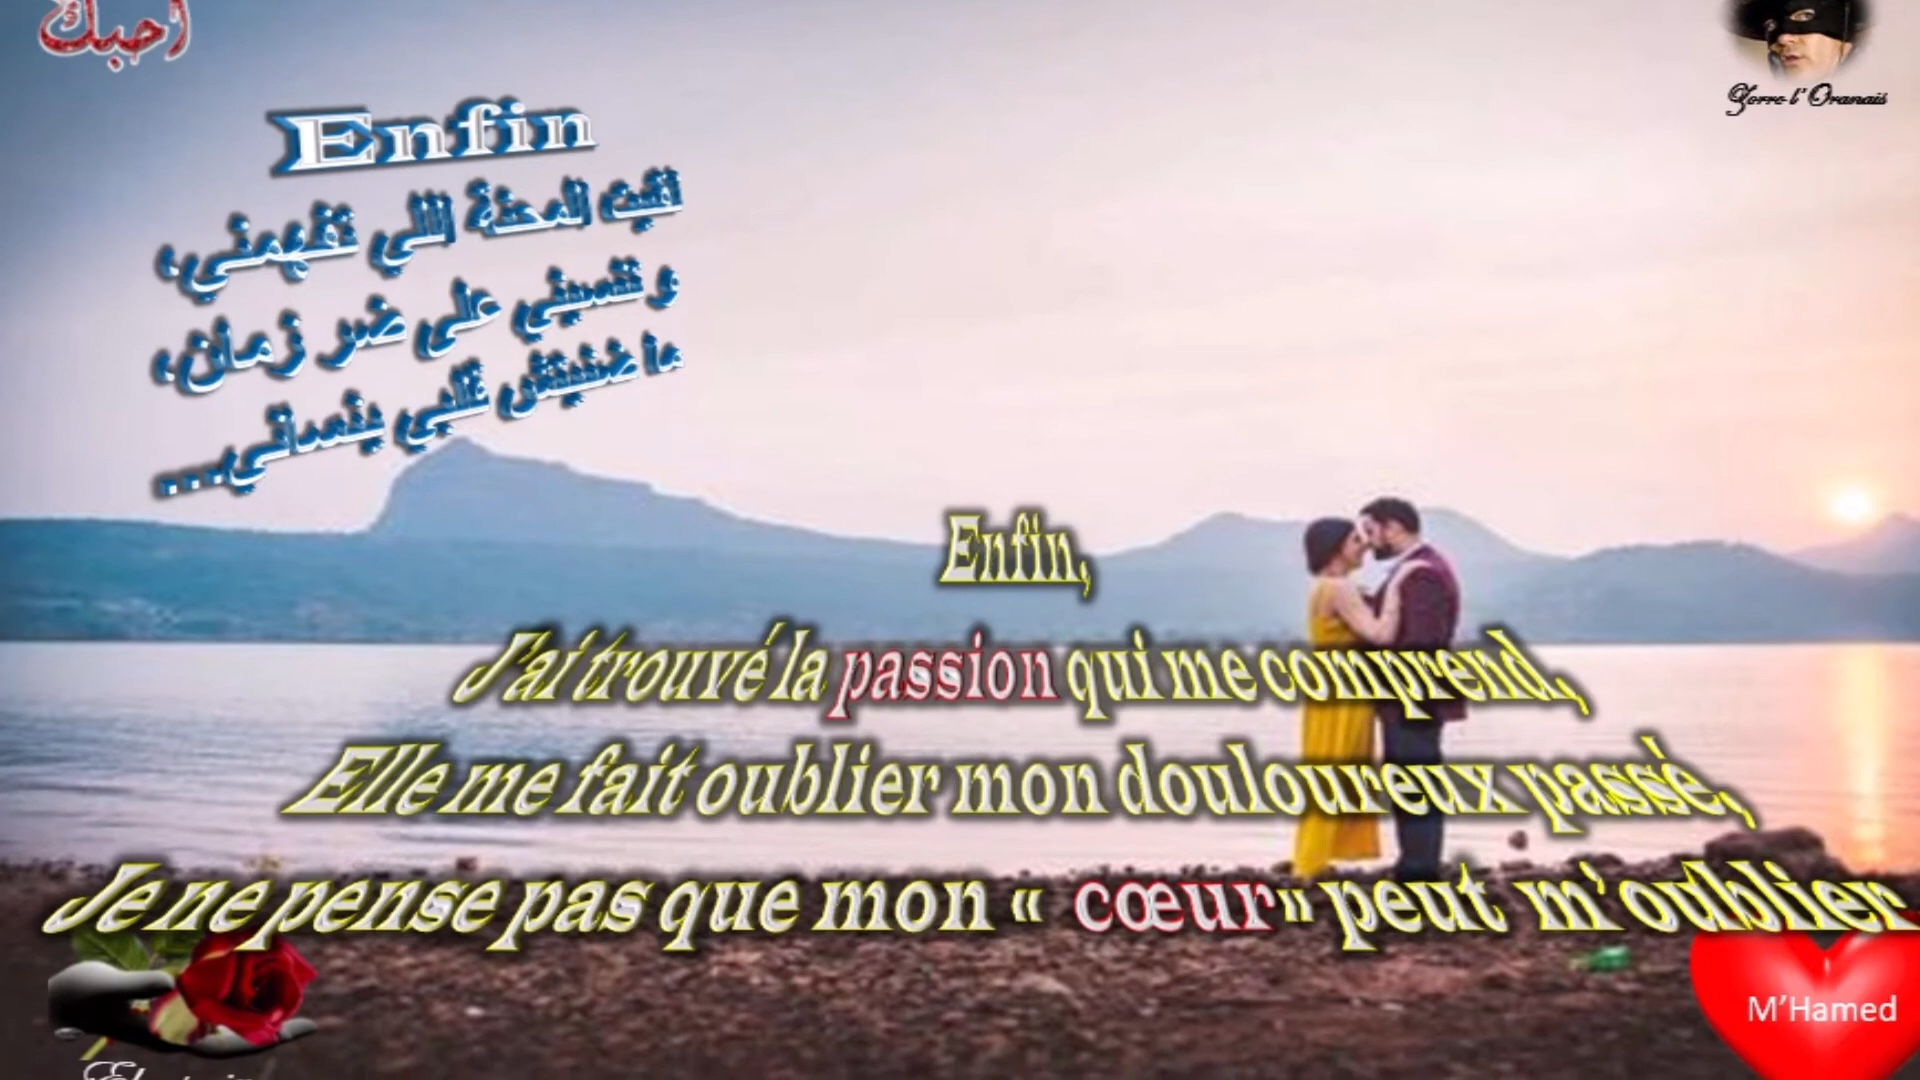 أحبك
Zorro l'Oranais
Enfin
لقيت المحنة اللي تفهمني،
و تنسيني على ضر زمان،
ما ضنيتش قلبي ينساني...
Enfin,
J'ai trouvé la passion qui me comprend,
Elle me fait oublier mon douloureux passé,
Je ne pense pas que mon « cœur» peut m'oublier
M'Hamed